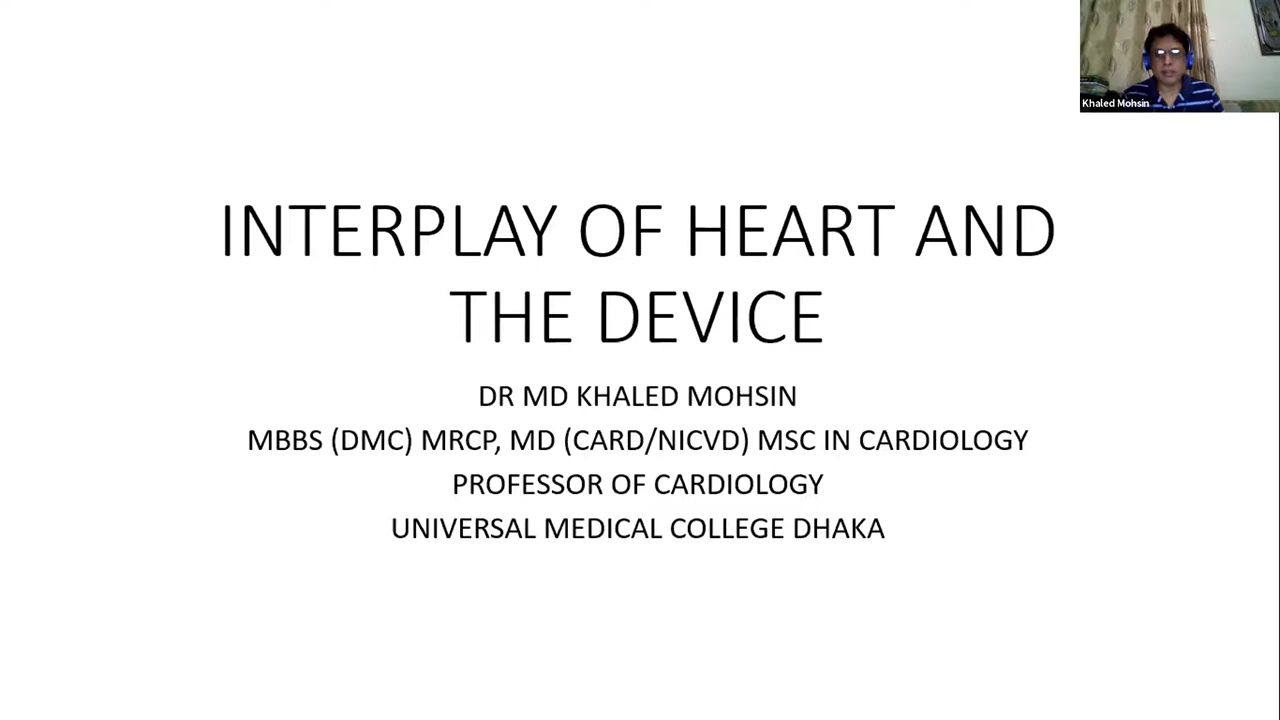 Khaled Mohsin
INTERPLAY OF HEART AND
THE DEVICE
DR MD KHALED MOHSIN
MBBS (DMC) MRCP, MD (CARD/NICVD) MSC IN CARDIOLOGY
PROFESSOR OF CARDIOLOGY
UNIVERSAL MEDICAL COLLEGE DHAKA